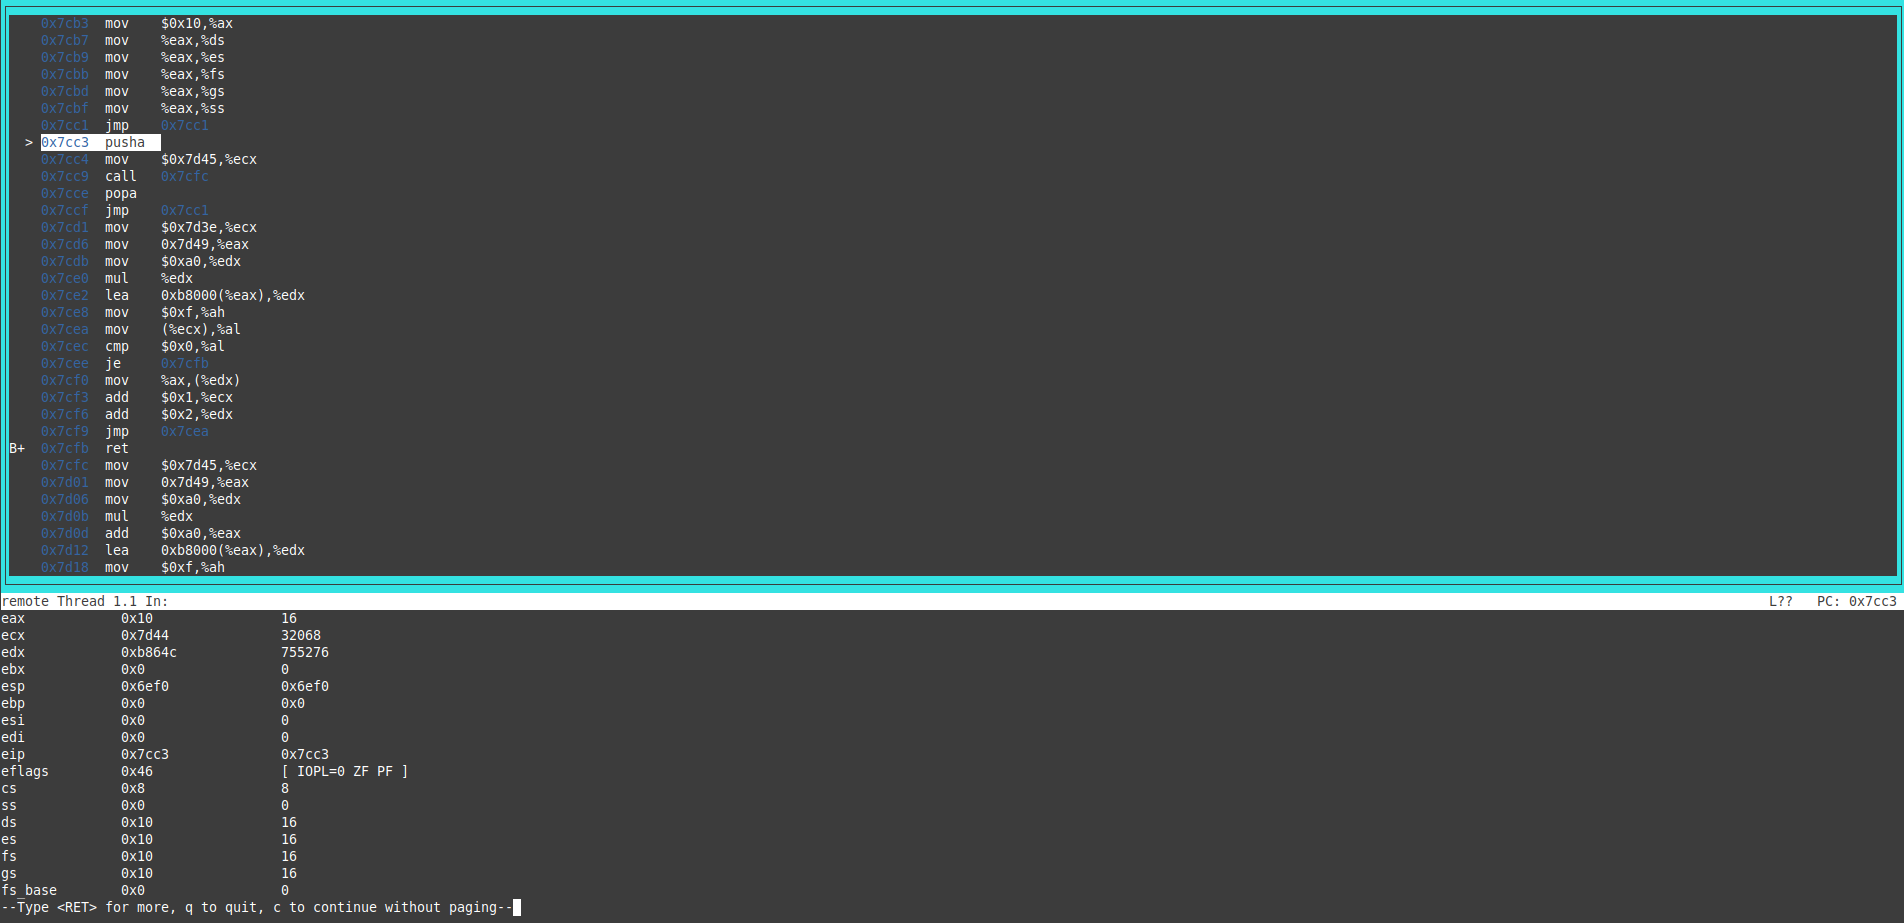 0x7cb3 mov $0x10,%ax
0x7cb7 mov %eax,%ds
0x7cb9 mov %eax,%es
0x7cbb mov %eax,%fs
0x7cbd mov %eax,%gs
0x7cbf mov %eax,%ss
0x7cc1 jmp 0x7cc1
> 0x7cc3 pusha
0x7cc4 mov $0x7d45,%ecx
0x7cc9 call 0x7cfc
0x7cce popa
0x7ccf jmp 0x7cc1
0x7cd1 mov $0x7d3e,%ecx
0x7cd6 mov 0x7d49,%eax
0x7cdb mov $0xa0,%edx
0x7ce0 mul %edx
0x7ce2 lea 0xb8000(%eax),%edx
0x7ce8 mov $0xf,%ah
0x7cea mov (%ecx),%al
0x7cec cmp $0x0,%al
0x7cee je 0x7cfb
0x7cf0 mov %ax,(%edx)
0x7cf3 add $0x1,%ecx
0x7cf6 add $0x2,%edx
0x7cf9 jmp 0x7cea
B+ 0x7cfb ret
0x7cfc mov $0x7d45,%ecx
0x7d01 mov 0x7d49,%eax
0x7d06 mov $0xa0,%edx
0x7d0b mul %edx
0x7d0d add $0xa0,%eax
0x7d12 lea 0xb8000(%eax),%edx
0x7d18 mov $0xf,%ah
remote Thread 1.1 In: L?? PC: 0x7cc3
eax 0x10 16
ecx 0x7d44 32068
edx 0xb864c 755276
ebx 0x0 0
esp 0x6ef0 0x6ef0
ebp 0x0 0x0
esi 0x0 0
edi 0x0 0
eip 0x7cc3 0x7cc3
eflags 0x46 [ IOPL=0 ZF PF ]
cs 0x8 8
ss 0x0 0
ds 0x10 16
es 0x10 16
fs 0x10 16
gs 0x10 16
fs_base 0x0 0
--Type <RET> for more, q to quit, c to continue without paging--